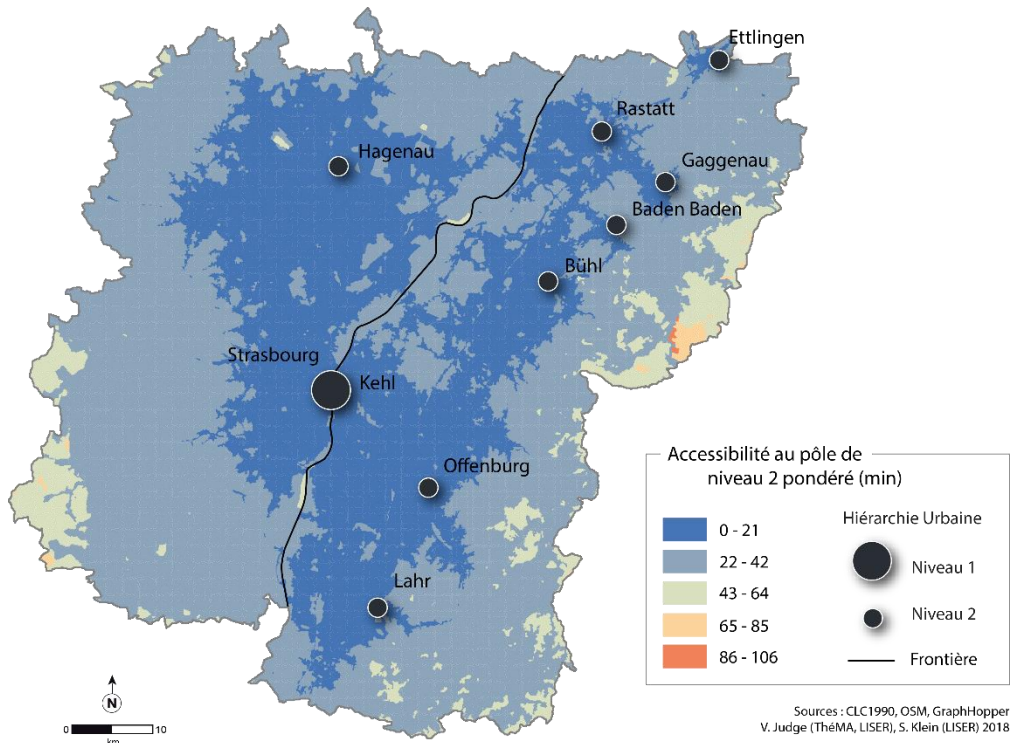 Ettlingen
Rastatt
Hagenau
Gaggenau
Baden Baden
Bühl
Strasbourg
Kehl
Offenburg
Lahr
Accessibilité au pôle de
niveau 2 pondéré (min)
0 - 21
22 - 42
43 - 64
65 - 85
86 - 106
Hiérarchie Urbaine
Niveau 1
Niveau 2
Frontière
N
0 10
km
Sources : CLC1990, OSM, GraphHopper
V. Judge (ThéMA, LISER), S. Klein (LISER) 2018